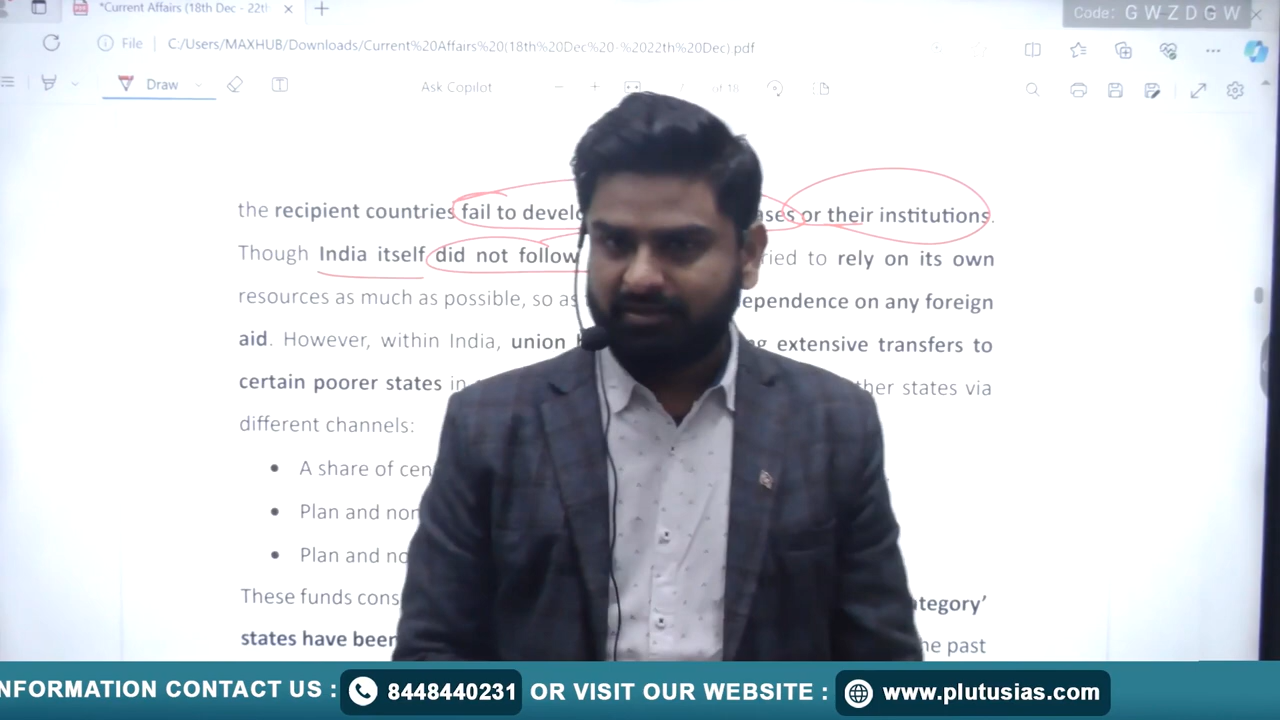 *Current Affairs (18th Dec - 22th
Code: G W Z D G W
File C:/Users/MAXHUB/Downloads/Current%20Affairs%20(18th%20Dec%20-%2022th%20Dec).pdf
Draw Ask Copilot of 18
the recipient countries fail to develo ases or their institutions.
Though India itself did not follow ried to rely on its own
resources as much as possible, so as ependence on any foreign
aid. However, within India, union extensive transfers to
certain poorer states in her states via
different channels:
• A share of cen
• Plan and non
• Plan and no
These funds cons ategory’
states have been he past
NFORMATION CONTACT US : 8448440231 OR VISIT OUR WEBSITE : www.plutusias.com